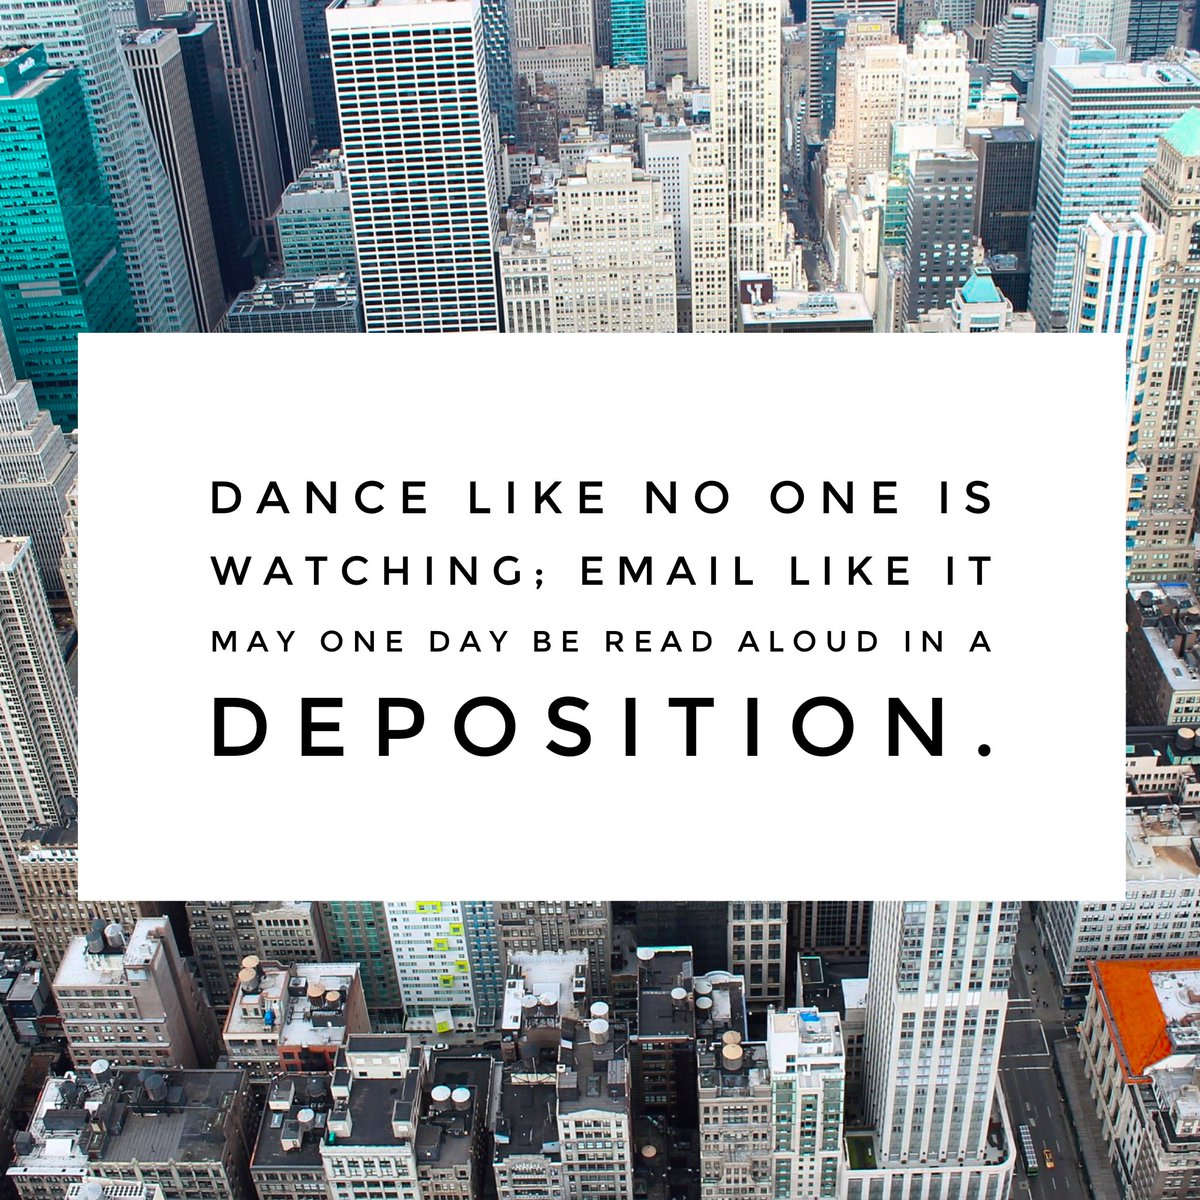 DANCE LIKE NO ONE IS
WATCHING; EMAIL LIKE IT
MAY ONE DAY BE READ ALOUD IN A
DEPOSITION.